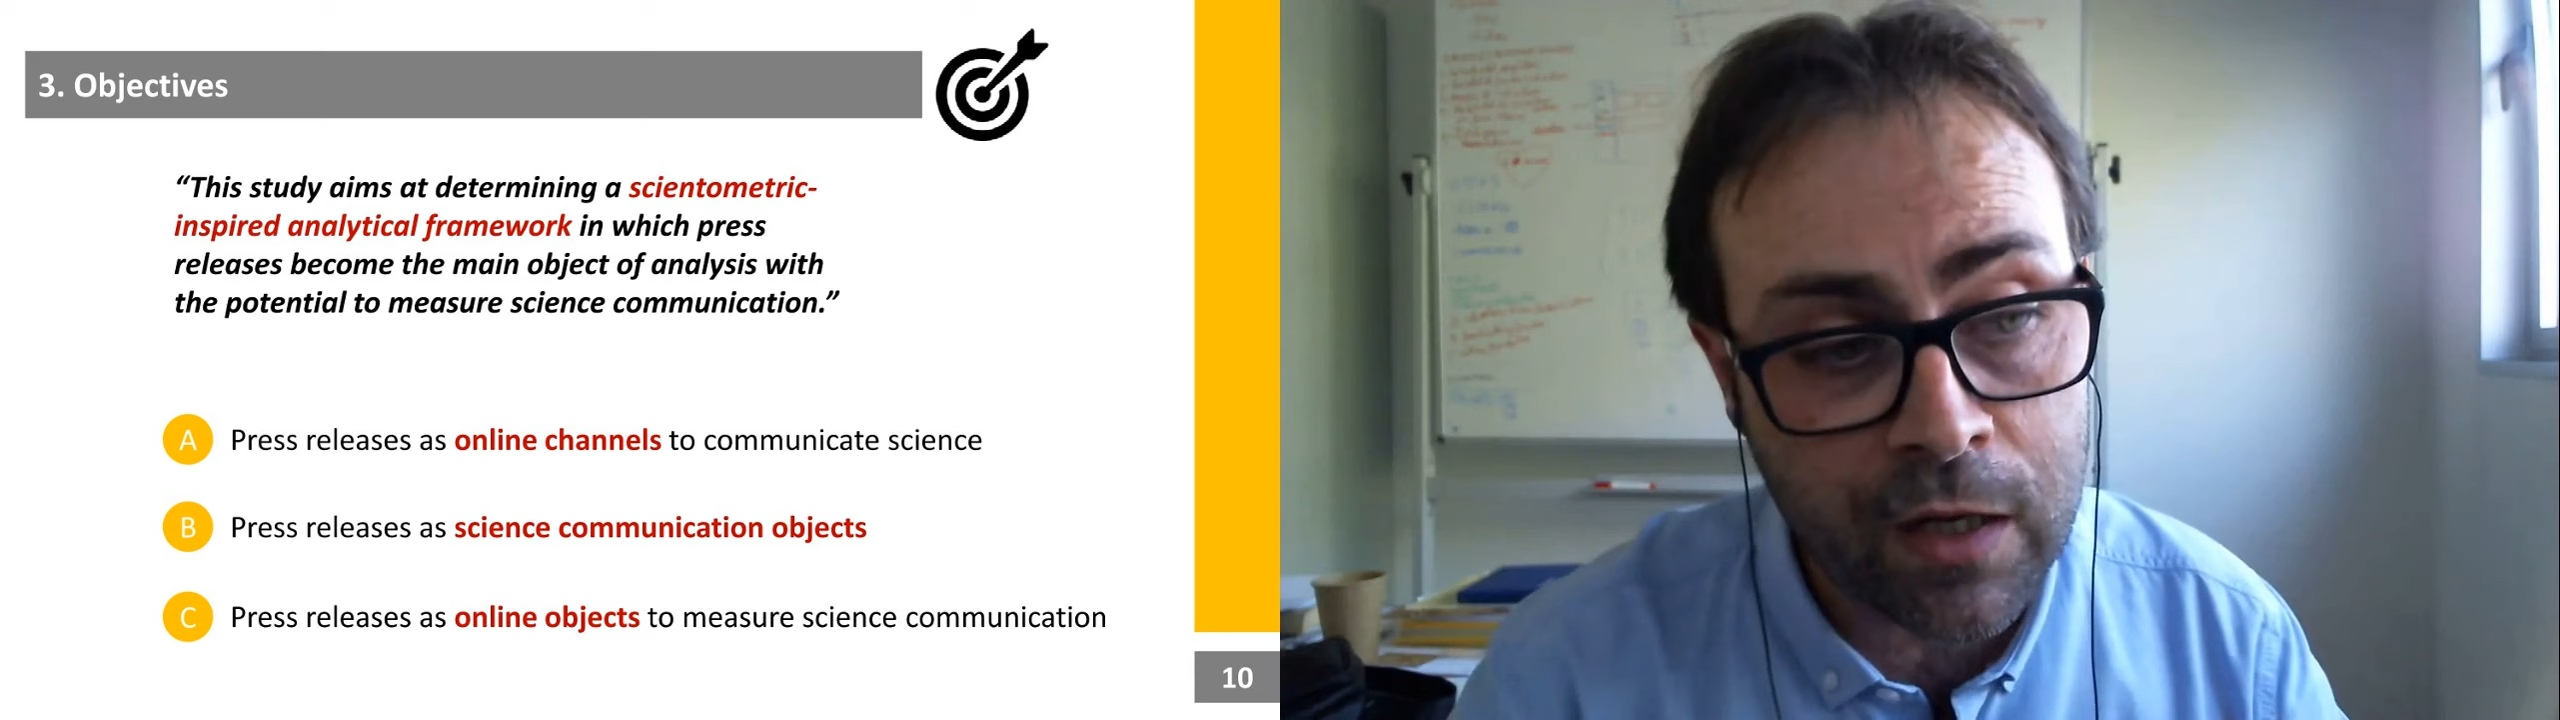 3. Objectives
“This study aims at determining a scientometric-
inspired analytical framework in which press
releases become the main object of analysis with
the potential to measure science communication.”
A Press releases as online channels to communicate science
B Press releases as science communication objects
C Press releases as online objects to measure science communication
10